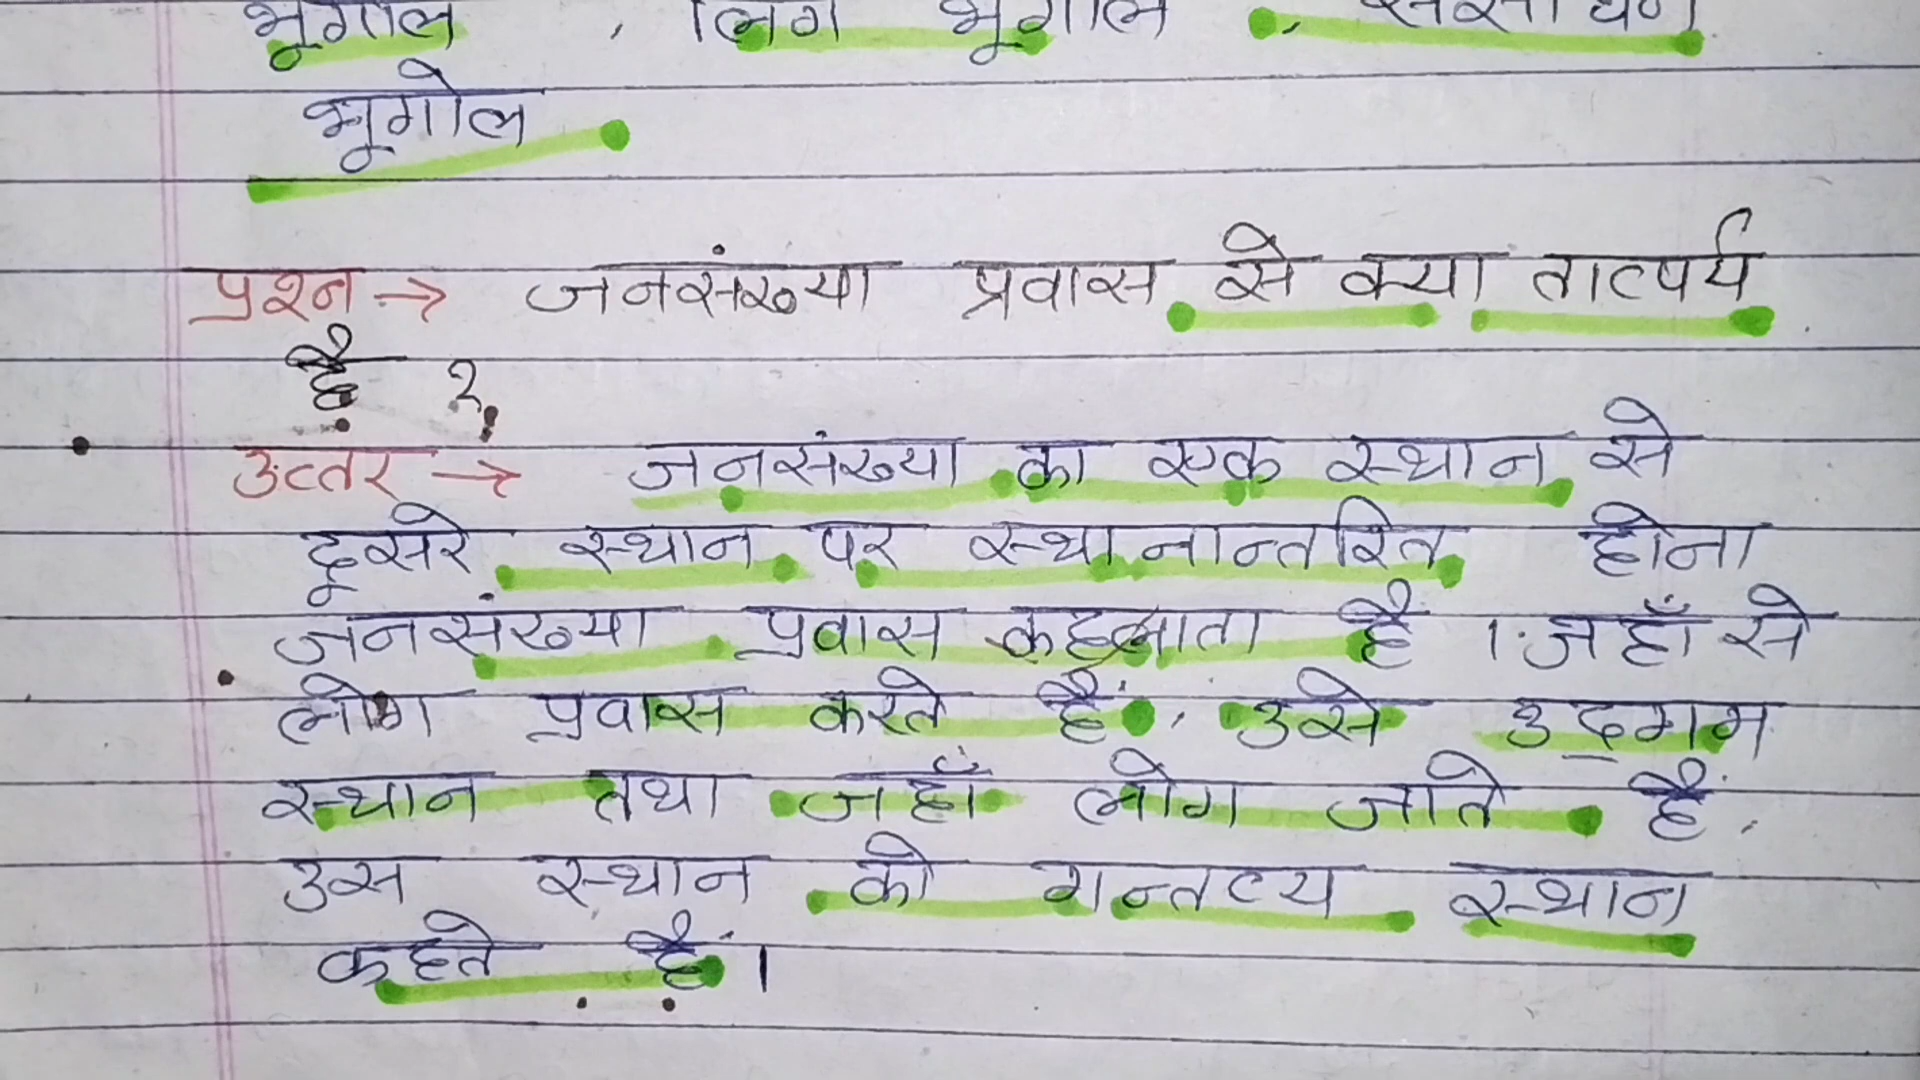 भूगोल , लिंग भूगोल , संसाधन
भूगोल
प्रश्न → जनसंख्या प्रवास से क्या तात्पर्य
है ?
उत्तर → जनसंख्या का एक स्थान से
दूसरे स्थान पर स्थानान्तरित होना
जनसंख्या प्रवास कहलाता है । जहाँ से
लोग प्रवास करते हैं, उसे उद्गम
स्थान तथा जहाँ लोग जाते हैं,
उस स्थान को गन्तव्य स्थान
कहते हैं ।